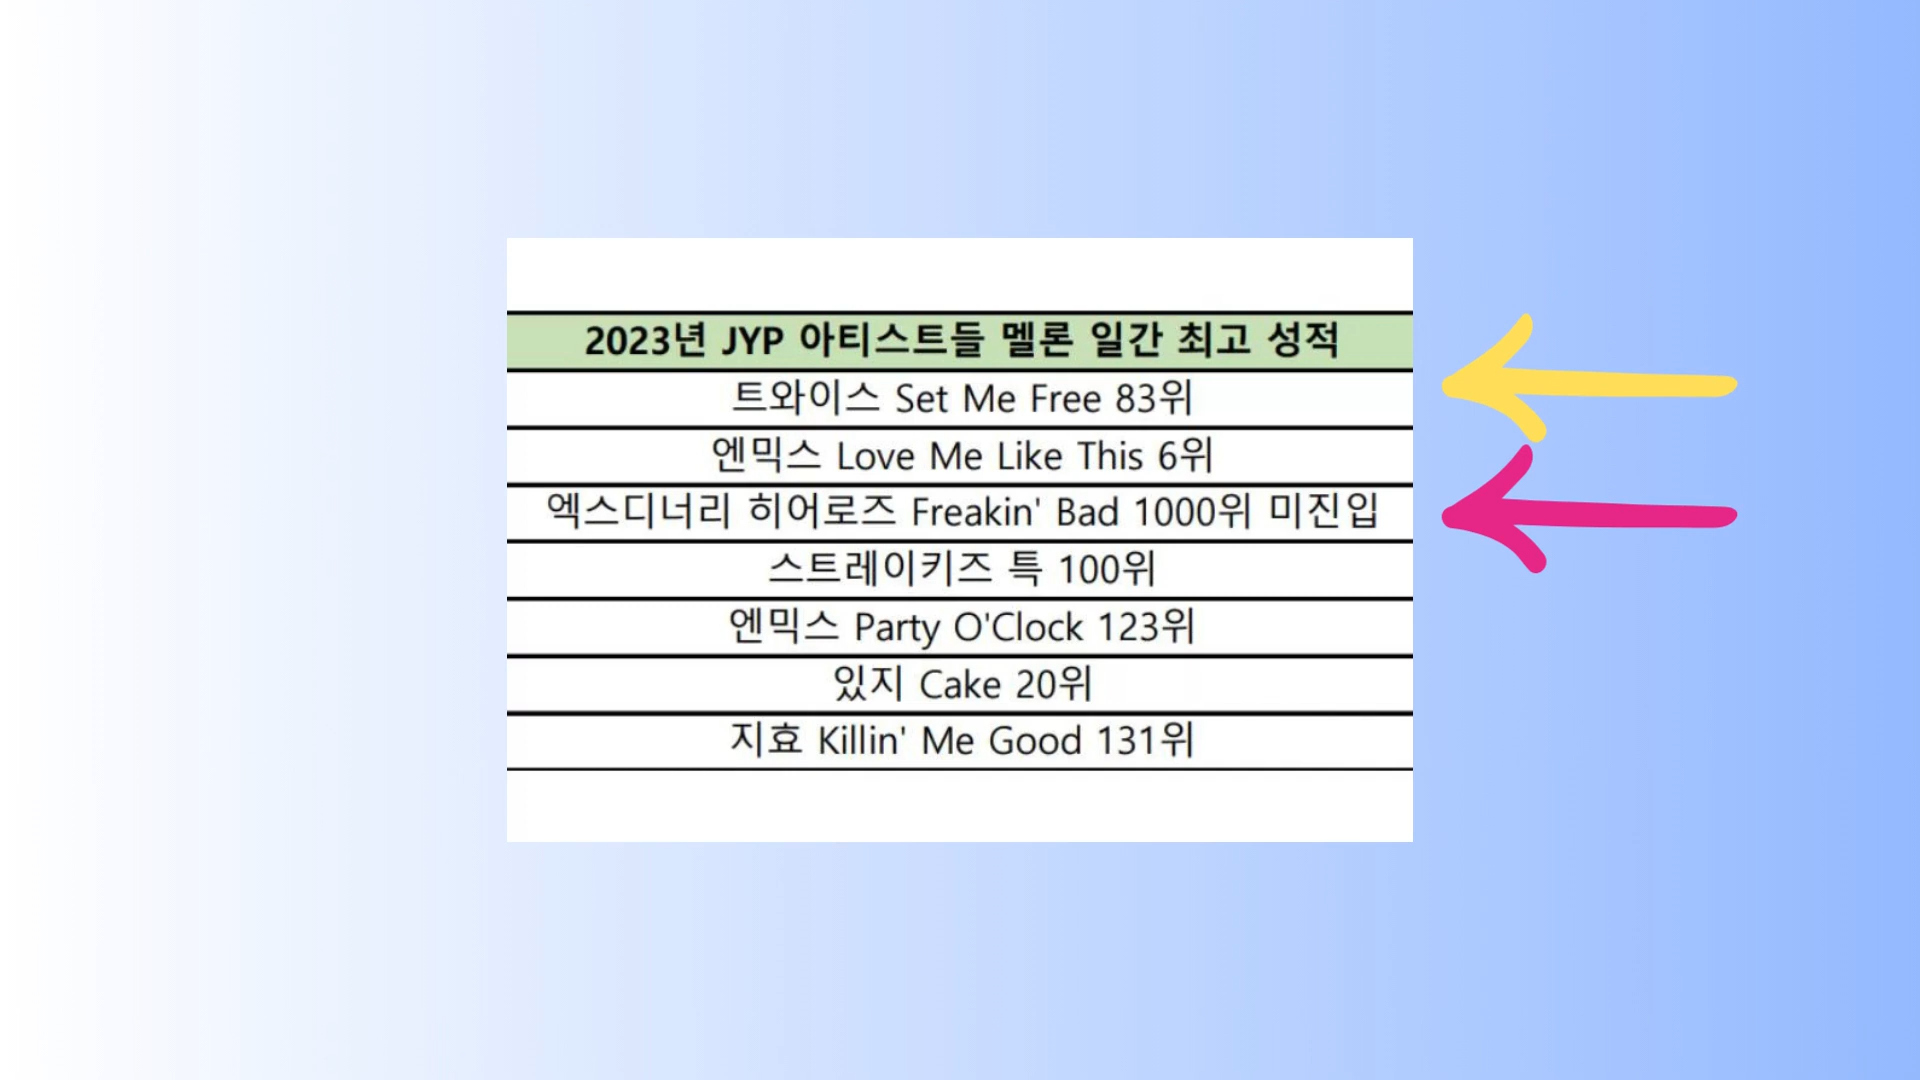 2023년 JYP 아티스트들 멜론 일간 최고 성적
트와이스 Set Me Free 83위
엔믹스 Love Me Like This 6위
엑스디너리 히어로즈 Freakin' Bad 1000위 미진입
스트레이키즈 특 100위
엔믹스 Party O'Clock 123위
있지 Cake 20위
지효 Killin' Me Good 131위